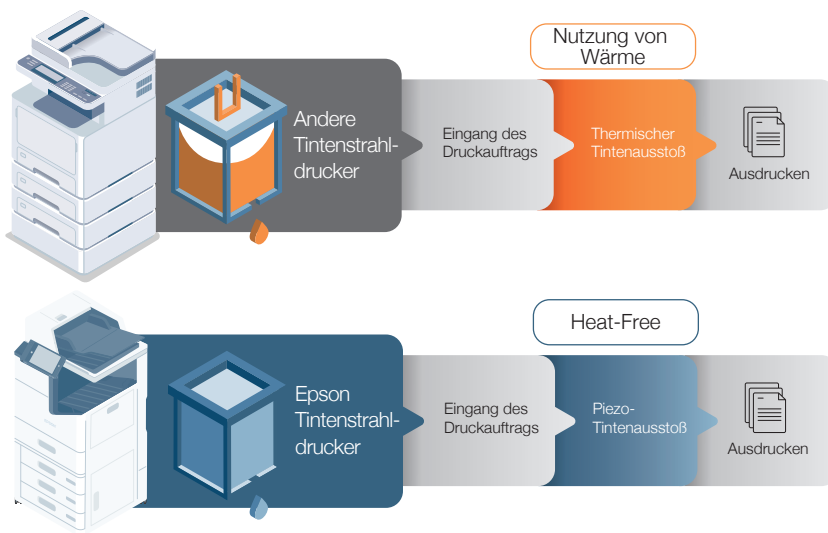 Nutzung von
Wärme
Andere
Tintenstrahl-
drucker
Eingang des
Druckauftrags
Thermischer
Tintenausstoß
Ausdrucken
Heat-Free
Epson
Tintenstrahl-
drucker
Eingang des
Druckauftrags
Piezo-
Tintenausstoß
Ausdrucken